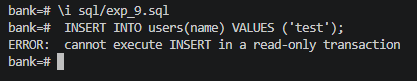 bank=# \i sql/exp_9.sql
bank=#  INSERT INTO users(name) VALUES ('test');
ERROR:  cannot execute INSERT in a read-only transaction
bank=#